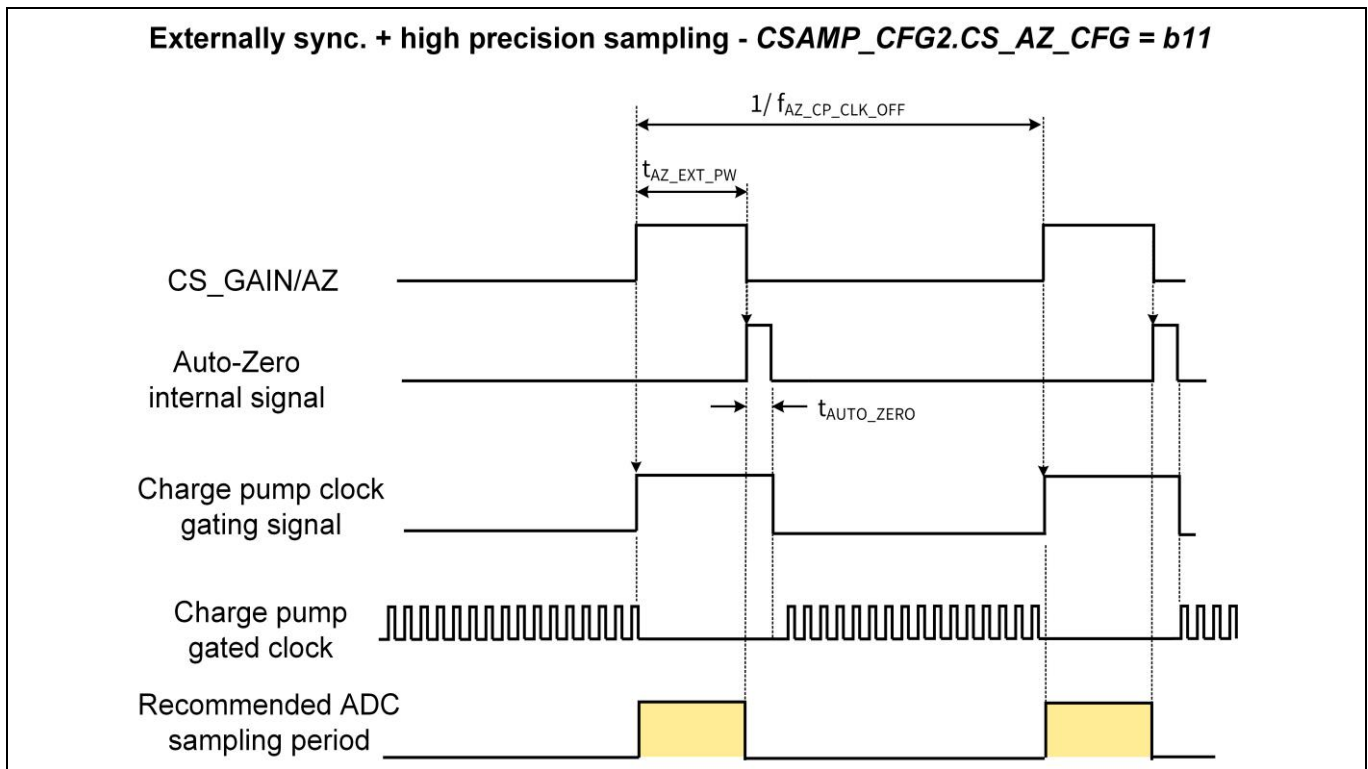 Externally sync. + high precision sampling - CSAMP_CFG2.CS_AZ_CFG = b11
1/ fAZ_CP_CLK_OFF
tAZ_EXT_PW
CS_GAIN/AZ
Auto-Zero
internal signal
tAUTO_ZERO
Charge pump clock
gating signal
Charge pump
gated clock
Recommended ADC
sampling period